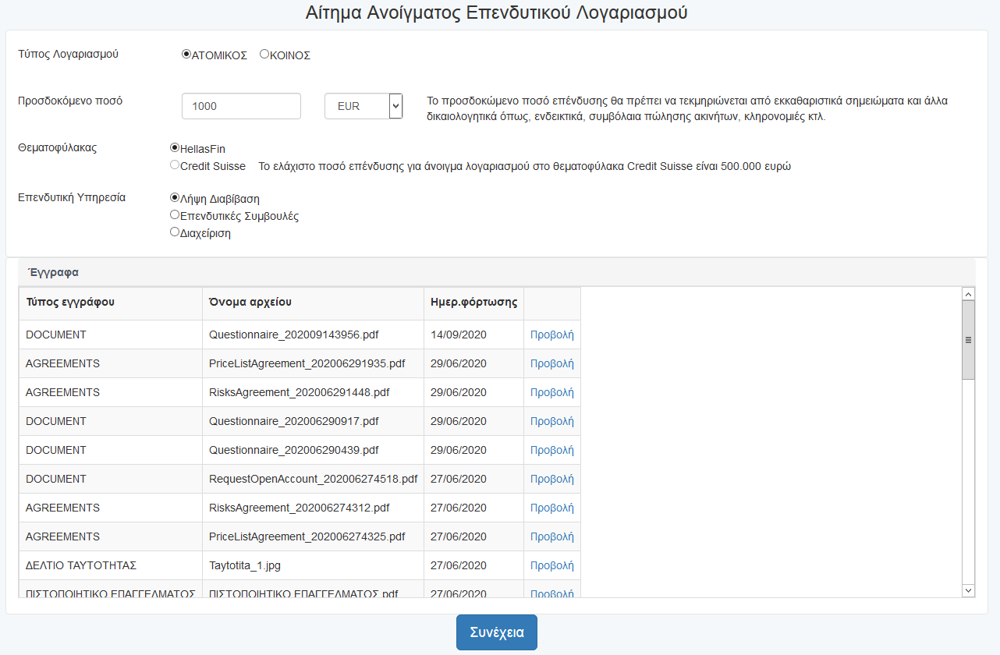 Αίτημα Ανοίγματος Επενδυτικού Λογαριασμού
Τύπος Λογαριασμού ΑΤΟΜΙΚΟΣ ΚΟΙΝΟΣ
Προσδοκόμενο ποσό 1000 EUR Το προσδοκώμενο ποσό επένδυσης θα πρέπει να τεκμηριώνεται από εκκαθαριστικά σημειώματα και άλλα
δικαιολογητικά όπως, ενδεικτικά, συμβόλαια πώλησης ακινήτων, κληρονομιές κτλ.
Θεματοφύλακας HellasFin
Credit Suisse Το ελάχιστο ποσό επένδυσης για άνοιγμα λογαριασμού στο θεματοφύλακα Credit Suisse είναι 500.000 ευρώ
Επενδυτική Υπηρεσία Λήψη Διαβίβαση
Επενδυτικές Συμβουλές
Διαχείριση
Έγγραφα
Τύπος εγγράφου Όνομα αρχείου Ημερ.φόρτωσης
DOCUMENT Questionnaire_202009143956.pdf 14/09/2020 Προβολή
AGREEMENTS PriceListAgreement_202006291935.pdf 29/06/2020 Προβολή
AGREEMENTS RisksAgreement_202006291448.pdf 29/06/2020 Προβολή
DOCUMENT Questionnaire_202006290917.pdf 29/06/2020 Προβολή
DOCUMENT Questionnaire_202006290439.pdf 29/06/2020 Προβολή
DOCUMENT RequestOpenAccount_202006274518.pdf 27/06/2020 Προβολή
AGREEMENTS RisksAgreement_202006274312.pdf 27/06/2020 Προβολή
AGREEMENTS PriceListAgreement_202006274325.pdf 27/06/2020 Προβολή
ΔΕΛΤΙΟ ΤΑΥΤΟΤΗΤΑΣ Taytotita_1.jpg 27/06/2020 Προβολή
ΠΙΣΤΟΠΟΙΗΤΙΚΟ ΕΠΑΓΓΕΛΜΑΤΟΣ ΠΙΣΤΟΠΟΙΗΤΙΚΟ ΕΠΑΓΓΕΛΜΑΤΟΣ.pdf 27/06/2020 Προβολή
Συνέχεια